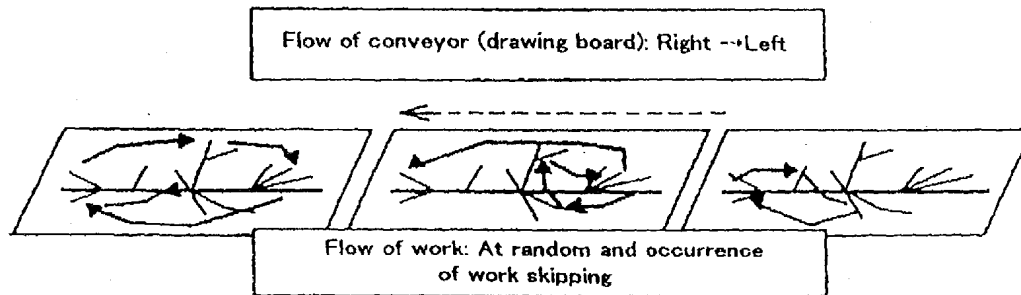 Flow of conveyor (drawing board): Right --→Left
Flow of work: At random and occurrence
of work skipping